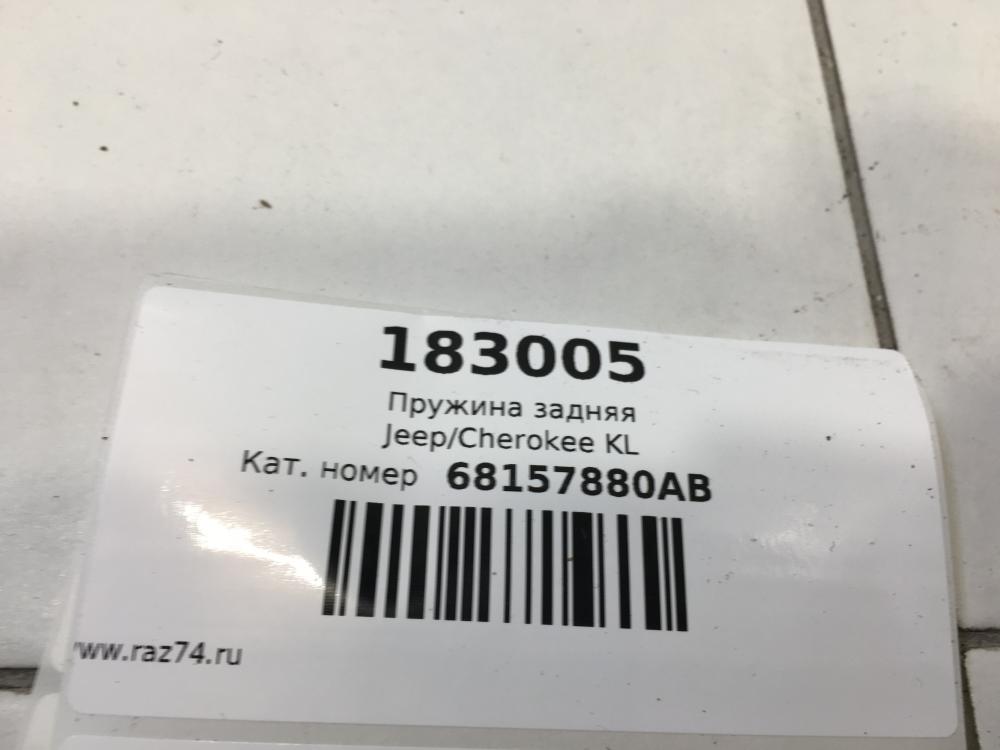 183005
Пружина задняя
Jeep/Cherokee KL
Кат. номер 68157880AB
www.raz74.ru